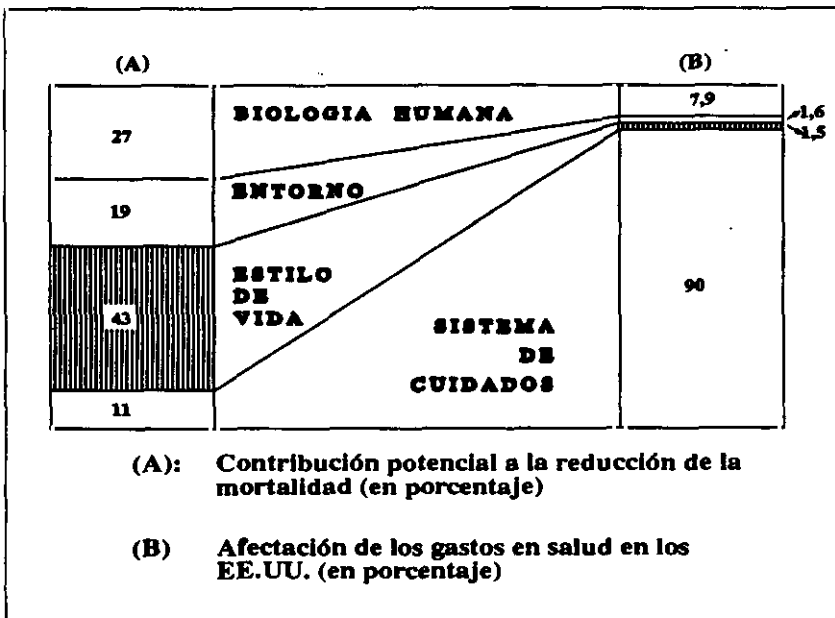 (A)
(B)
27
19
43
11
BIOLOGIA HUMANA
ENTORNO
ESTILO
DE
VIDA
SISTEMA
DE
CUIDADOS
7,9
1,6
1,5
90
(A): Contribución potencial a la reducción de la
mortalidad (en porcentaje)
(B) Afectación de los gastos en salud en los
EE.UU. (en porcentaje)